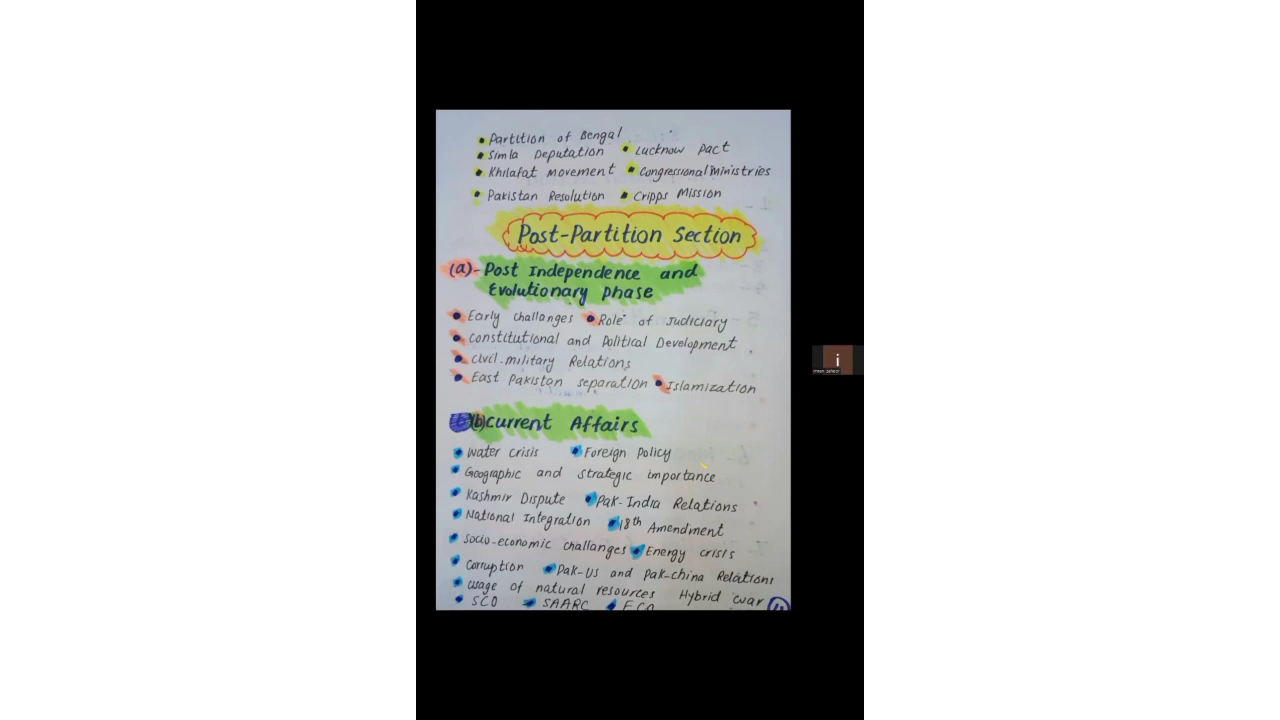 • Partition of Bengal
• Simla Deputation • Lucknow Pact
• Khilafat movement • Congressional Ministries
• Pakistan Resolution • Cripps Mission
Post-Partition Section
(a)- Post Independence and
Evolutionary phase
• Early challanges • Role of Judiciary
• Constitutional and Political Development
• Civil-military Relations
• East Pakistan separation • Islamization
(b) Current Affairs
• Water crisis • Foreign Policy
• Geographic and strategic importance
• Kashmir Dispute • Pak-India Relations
• National Integration • 18th Amendment
• Socio-economic challanges • Energy crisis
• Corruption • Pak-US and Pak-china Relations
• usage of natural resources Hybrid war
• SCO • SAARC • ECO
i